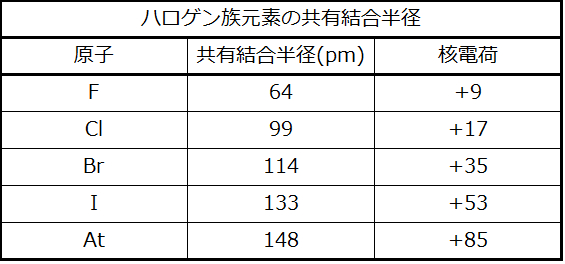 ハロゲン族元素の共有結合半径
原子 共有結合半径(pm) 核電荷
F 64 +9
Cl 99 +17
Br 114 +35
I 133 +53
At 148 +85